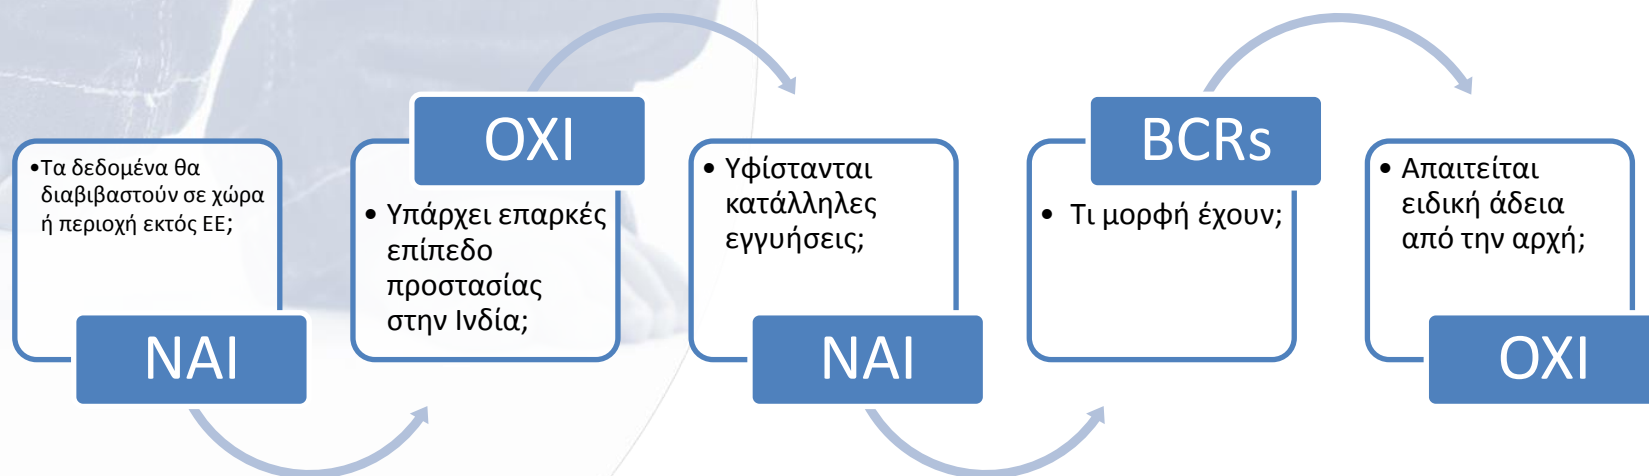 •Τα δεδομένα θα
διαβιβαστούν σε χώρα
ή περιοχή εκτός ΕΕ;
ΝΑΙ
ΟΧΙ
• Υπάρχει επαρκές
επίπεδο
προστασίας
στην Ινδία;
• Υφίστανται
κατάλληλες
εγγυήσεις;
ΝΑΙ
BCRs
• Τι μορφή έχουν;
• Απαιτείται
ειδική άδεια
από την αρχή;
ΟΧΙ